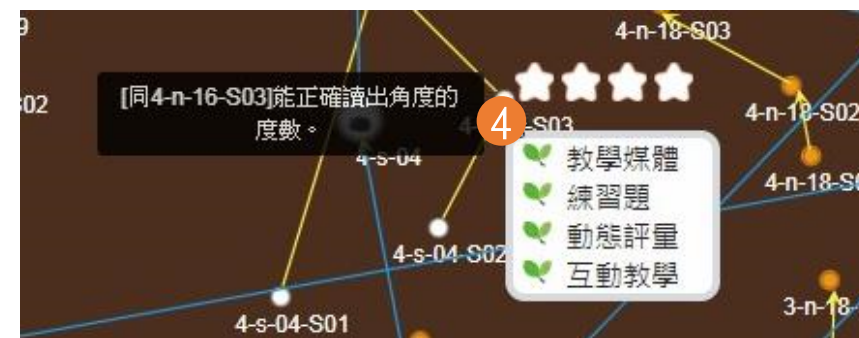 9
4-n-18-S03
:02
[同4-n-16-S03]能正確讀出角度的
度數。
4
-S03
4-n-18-S02
4-s-04
教學媒體
練習題
動態評量
互動教學
4-n-18-S
4-s-04-S02
3-n-18-
4-s-04-S01